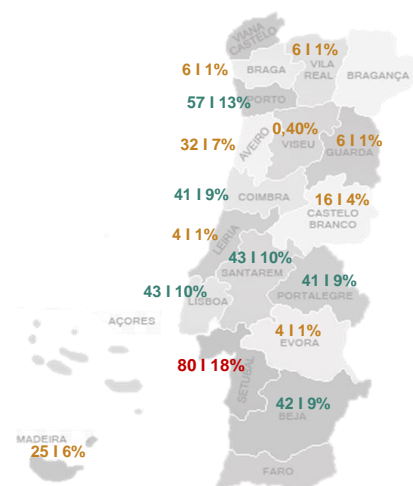 VIANA
CASTELO
6 I 1%
VILA
REAL
6 I 1%
BRAGA
BRAGANÇA
57 I 13%
PORTO
32 I 7%
AVEIRO
0,40%
VISEU
6 I 1%
GUARDA
41 I 9%
COIMBRA
16 I 4%
CASTELO
BRANCO
4 I 1%
LEIRIA
43 I 10%
SANTAREM
41 I 9%
PORTALEGRE
43 I 10%
LISBOA
AÇORES
4 I 1%
EVORA
80 I 18%
SETUBAL
42 I 9%
BEJA
MADEIRA
25 I 6%
FARO